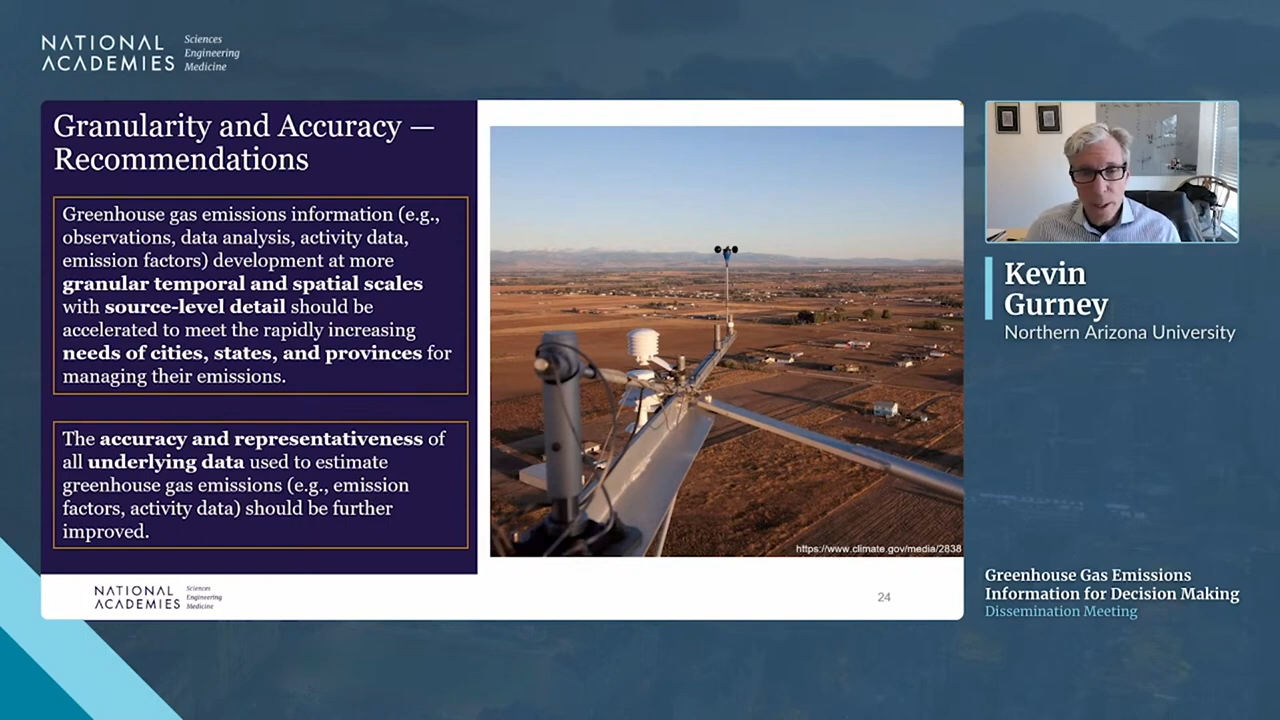 NATIONAL
ACADEMIES
Sciences
Engineering
Medicine
Granularity and Accuracy —
Recommendations
Greenhouse gas emissions information (e.g.,
observations, data analysis, activity data,
emission factors) development at more
granular temporal and spatial scales
with source-level detail should be
accelerated to meet the rapidly increasing
needs of cities, states, and provinces for
managing their emissions.
The accuracy and representativeness of
all underlying data used to estimate
greenhouse gas emissions (e.g., emission
factors, activity data) should be further
improved.
https://www.climate.gov/media/2838
NATIONAL
ACADEMIES
Sciences
Engineering
Medicine
24
Kevin
Gurney
Northern Arizona University
Greenhouse Gas Emissions
Information for Decision Making
Dissemination Meeting